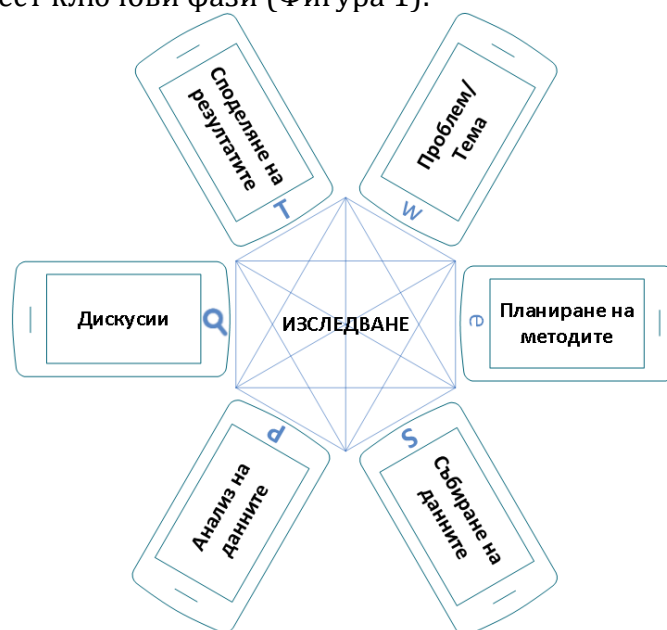 ест ключови фази (Фигура 1).
Споделяне на
резултатите
T
Проблем/
Тема
w
Дискусии
ИЗСЛЕДВАНЕ
e
Планиране на
методите
P
Анализ на
данните
S
Събиране на
данните